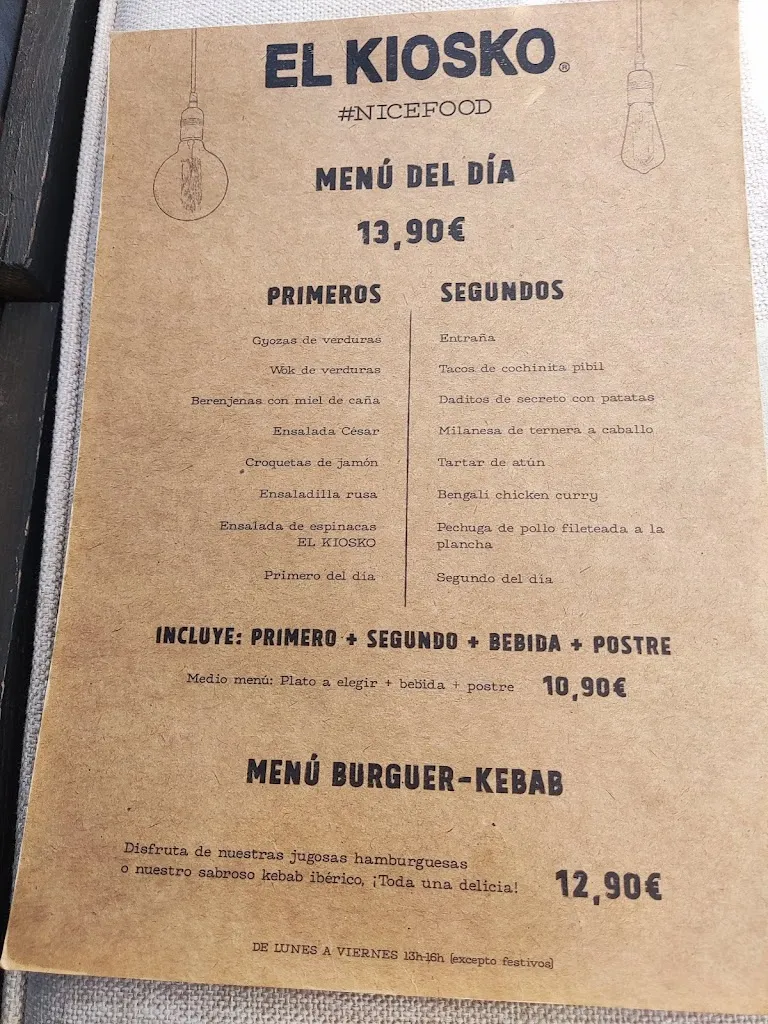 EL KIOSKO®
#NICEFOOD
MENÚ DEL DÍA
13,90€
PRIMEROS
Gyozas de verduras
Wok de verduras
Berenjenas con miel de caña
Ensalada César
Croquetas de jamón
Ensaladilla rusa
Ensalada de espinacas
EL KIOSKO
Primero del día
SEGUNDOS
Entraña
Tacos de cochinita pibil
Daditos de secreto con patatas
Milanesa de ternera a caballo
Tartar de atún
Bengali chicken curry
Pechuga de pollo fileteada a la
plancha
Segundo del día
INCLUYE: PRIMERO + SEGUNDO + BEBIDA + POSTRE
Medio menú: Plato a elegir + bebida + postre 10,90€
MENÚ BURGUER-KEBAB
Disfruta de nuestras jugosas hamburguesas
o nuestro sabroso kebab ibérico, ¡Toda una delicia! 12,90€
DE LUNES A VIERNES 13h-16h (excepto festivos)